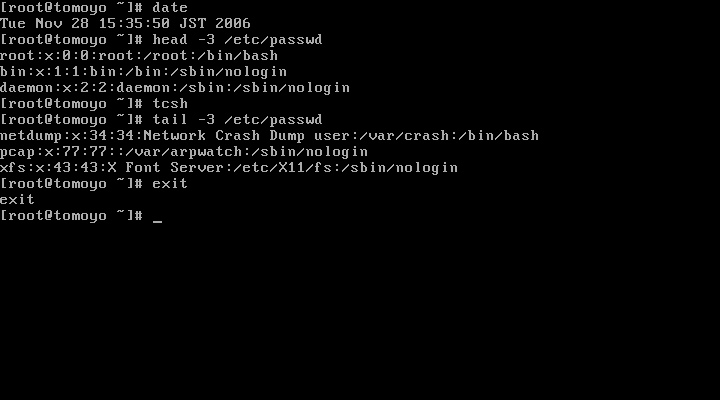 [root@tomoyo ~]# date
Tue Nov 28 15:35:50 JST 2006
[root@tomoyo ~]# head -3 /etc/passwd
root:x:0:0:root:/root:/bin/bash
bin:x:1:1:bin:/bin:/sbin/nologin
daemon:x:2:2:daemon:/sbin:/sbin/nologin
[root@tomoyo ~]# tcsh
[root@tomoyo ~]# tail -3 /etc/passwd
netdump:x:34:34:Network Crash Dump user:/var/crash:/bin/bash
pcap:x:77:77::/var/arpwatch:/sbin/nologin
xfs:x:43:43:X Font Server:/etc/X11/fs:/sbin/nologin
[root@tomoyo ~]# exit
exit
[root@tomoyo ~]# _